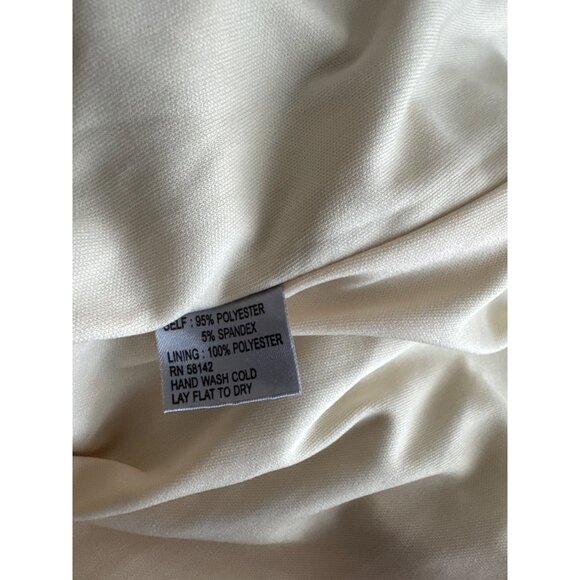 SELF : 95% POLYESTER
5% SPANDEX
LINING : 100% POLYESTER
RN 58142
HAND WASH COLD
LAY FLAT TO DRY